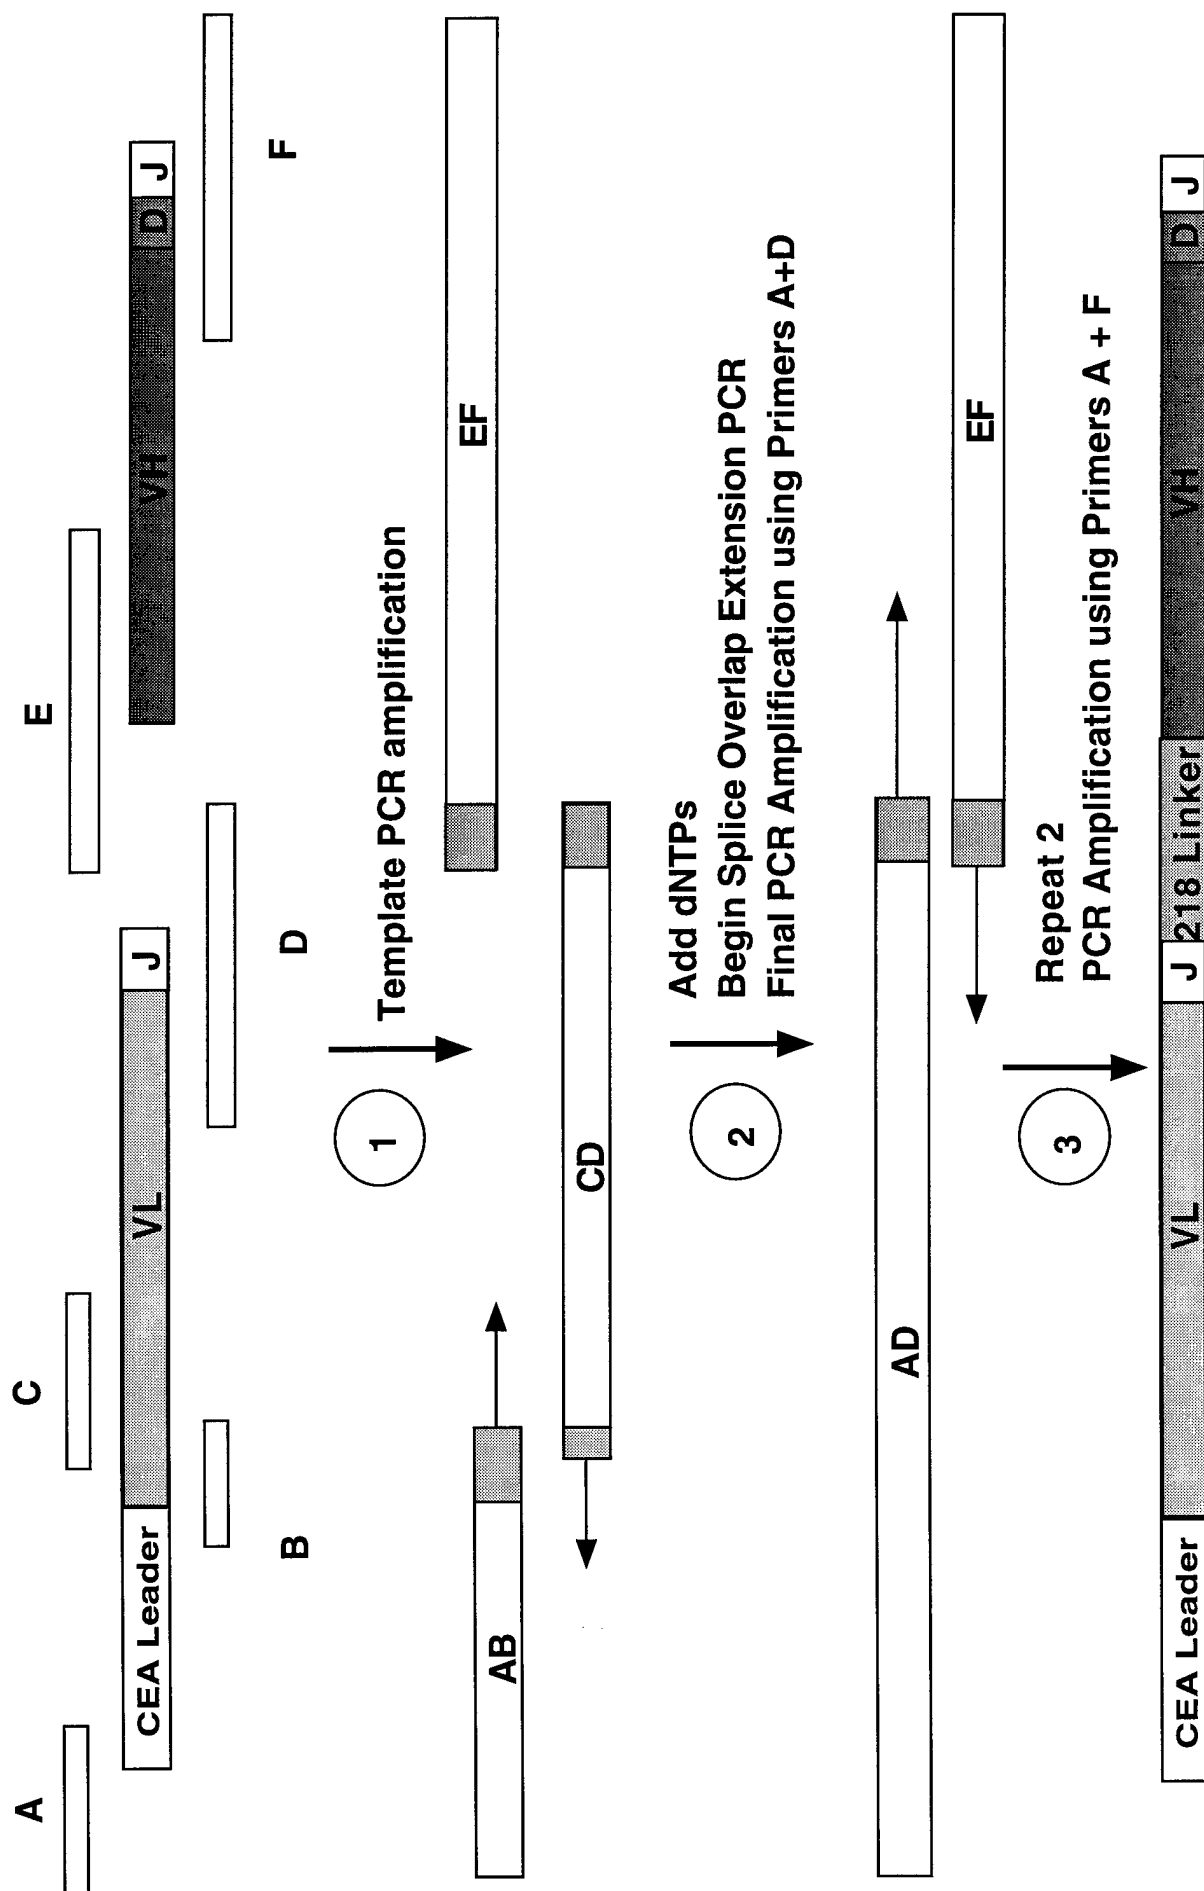 A
C
E
CEA Leader
VL
J
VH
D
J
B
D
F
1
Template PCR amplification
AB
EF
CD
2
Add dNTPs
Begin Splice Overlap Extension PCR
Final PCR Amplification using Primers A+D
AD
EF
3
Repeat 2
PCR Amplification using Primers A + F
CEA Leader
VL
J
218 Linker
VH
D
J